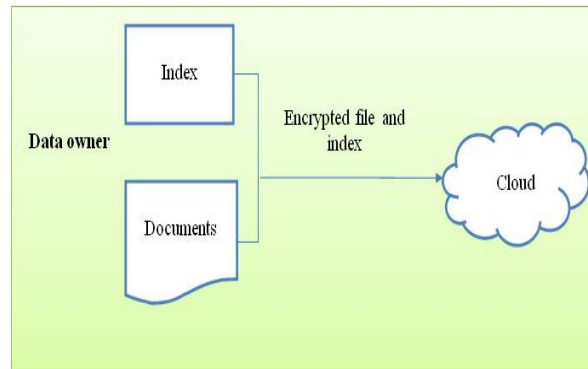 Index
Data owner
Encrypted file and
index
Cloud
Documents